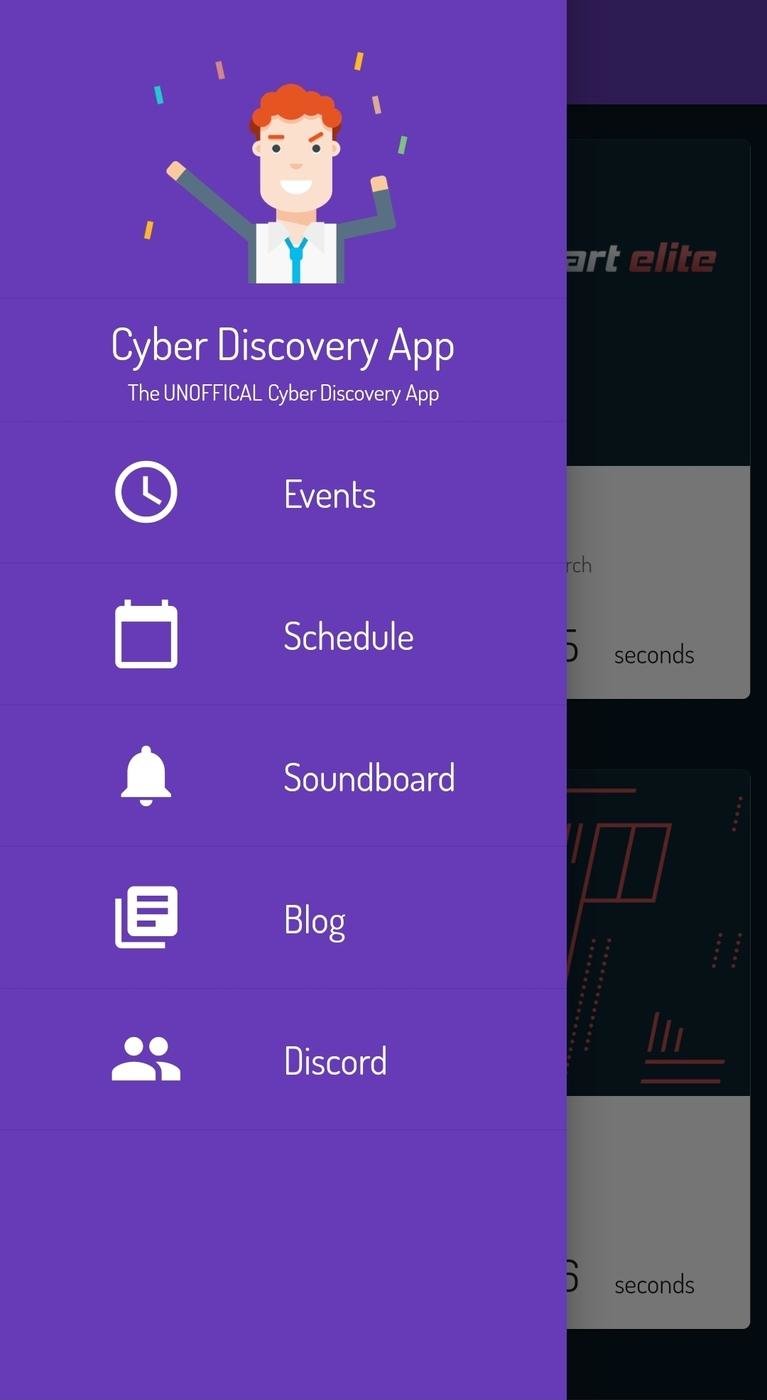 art elite
Cyber Discovery App
The UNOFFICAL Cyber Discovery App
Events
rch
Schedule
5 seconds
Soundboard
Blog
Discord
6 seconds